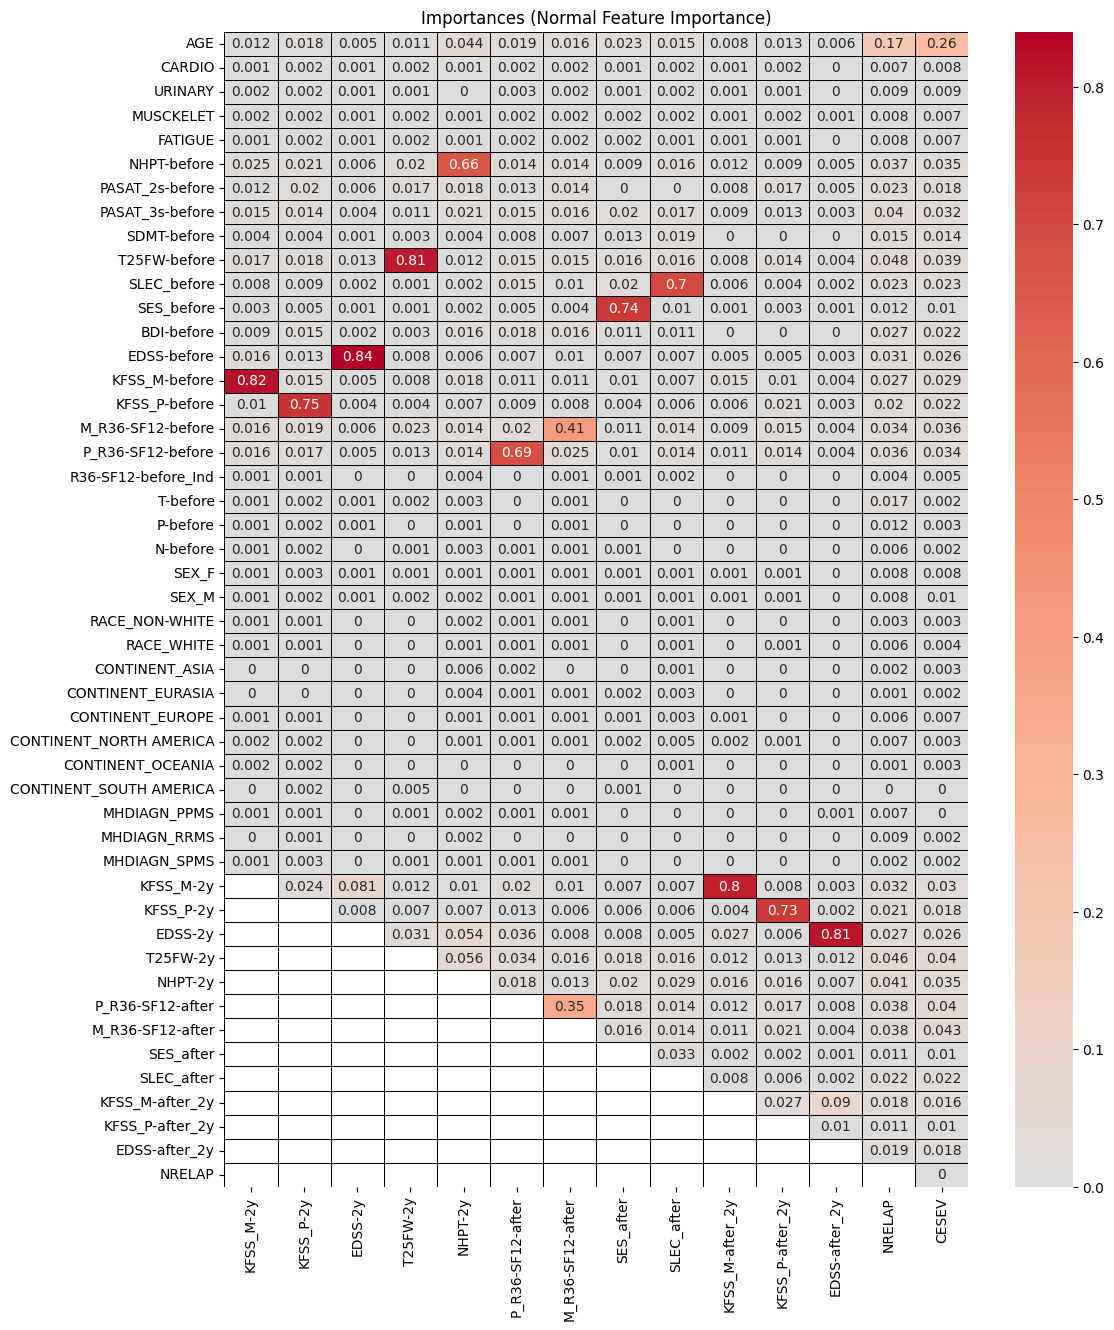 Importances (Normal Feature Importance)
AGE 0.012 0.018 0.005 0.011 0.044 0.019 0.016 0.023 0.015 0.008 0.013 0.006 0.17 0.26
CARDIO 0.001 0.002 0.001 0.002 0.001 0.002 0.002 0.001 0.002 0.001 0.002 0 0.007 0.008
URINARY 0.002 0.002 0.001 0.001 0 0.003 0.002 0.001 0.002 0.001 0.001 0 0.009 0.009
MUSCKELET 0.002 0.002 0.001 0.002 0.001 0.002 0.002 0.002 0.002 0.001 0.002 0.001 0.008 0.007
FATIGUE 0.001 0.002 0.001 0.002 0.001 0.002 0.002 0.002 0.001 0.001 0.001 0 0.008 0.007
NHPT-before 0.025 0.021 0.006 0.02 0.66 0.014 0.014 0.009 0.016 0.012 0.009 0.005 0.037 0.035
PASAT_2s-before 0.012 0.02 0.006 0.017 0.018 0.013 0.014 0 0 0.008 0.017 0.005 0.023 0.018
PASAT_3s-before 0.015 0.014 0.004 0.011 0.021 0.015 0.016 0.02 0.017 0.009 0.013 0.003 0.04 0.032
SDMT-before 0.004 0.004 0.001 0.003 0.004 0.008 0.007 0.013 0.019 0 0 0 0.015 0.014
T25FW-before 0.017 0.018 0.013 0.81 0.012 0.015 0.015 0.016 0.016 0.008 0.014 0.004 0.048 0.039
SLEC_before 0.008 0.009 0.002 0.001 0.002 0.015 0.01 0.02 0.7 0.006 0.004 0.002 0.023 0.023
SES_before 0.003 0.005 0.001 0.001 0.002 0.005 0.004 0.74 0.01 0.001 0.003 0.001 0.012 0.01
BDI-before 0.009 0.015 0.002 0.003 0.016 0.018 0.016 0.011 0.011 0 0 0 0.027 0.022
EDSS-before 0.016 0.013 0.84 0.008 0.006 0.007 0.01 0.007 0.007 0.005 0.005 0.003 0.031 0.026
KFSS_M-before 0.82 0.015 0.005 0.008 0.018 0.011 0.011 0.01 0.007 0.015 0.01 0.004 0.027 0.029
KFSS_P-before 0.01 0.75 0.004 0.004 0.007 0.009 0.008 0.004 0.006 0.006 0.021 0.003 0.02 0.022
M_R36-SF12-before 0.016 0.019 0.006 0.023 0.014 0.02 0.41 0.011 0.014 0.009 0.015 0.004 0.034 0.036
P_R36-SF12-before 0.016 0.017 0.005 0.013 0.014 0.69 0.025 0.01 0.014 0.011 0.014 0.004 0.036 0.034
R36-SF12-before_Ind 0.001 0.001 0 0 0.004 0 0.001 0.001 0.002 0 0 0 0.004 0.005
T-before 0.001 0.002 0.001 0.002 0.003 0 0.001 0 0 0 0 0 0.017 0.002
P-before 0.001 0.002 0.001 0 0.001 0 0.001 0 0 0 0 0 0.012 0.003
N-before 0.001 0.002 0 0.001 0.003 0.001 0.001 0.001 0 0 0 0 0.006 0.002
SEX_F 0.001 0.003 0.001 0.001 0.001 0.001 0.001 0.001 0.001 0.001 0.001 0 0.008 0.008
SEX_M 0.001 0.002 0.001 0.002 0.002 0.001 0.001 0.001 0.001 0.001 0.001 0 0.008 0.01
RACE_NON-WHITE 0.001 0.001 0 0 0.002 0.001 0.001 0 0 0 0 0 0.003 0.003
RACE_WHITE 0.001 0.001 0 0 0.001 0.001 0.001 0 0.001 0 0.001 0 0.006 0.004
CONTINENT_ASIA 0 0 0 0 0.006 0.002 0 0 0.001 0 0 0 0.002 0.003
CONTINENT_EURASIA 0 0 0 0 0.004 0.001 0.001 0.002 0.003 0 0 0 0.001 0.002
CONTINENT_EUROPE 0.001 0.001 0 0 0.001 0.001 0.001 0.001 0.003 0.001 0 0 0.006 0.007
CONTINENT_NORTH AMERICA 0.002 0.002 0 0 0.001 0.001 0.001 0.002 0.005 0.002 0.001 0 0.007 0.003
CONTINENT_OCEANIA 0.002 0.002 0 0 0 0 0 0 0.001 0 0 0 0.001 0.003
CONTINENT_SOUTH AMERICA 0 0.002 0 0.005 0 0 0 0.001 0 0 0 0 0 0
MHDIAGN_PPMS 0.001 0.001 0 0.001 0.002 0.001 0.001 0 0 0 0 0.001 0.007 0
MHDIAGN_RRMS 0 0.001 0 0 0.002 0 0 0 0 0 0 0 0.009 0.002
MHDIAGN_SPMS 0.001 0.003 0 0.001 0.001 0.001 0.001 0 0 0 0 0 0.002 0.002
KFSS_M-2y 0.024 0.081 0.012 0.01 0.02 0.01 0.007 0.007 0.8 0.008 0.003 0.032 0.03
KFSS_P-2y 0.008 0.007 0.007 0.013 0.006 0.006 0.006 0.004 0.73 0.002 0.021 0.018
EDSS-2y 0.031 0.054 0.036 0.008 0.008 0.005 0.027 0.006 0.81 0.027 0.026
T25FW-2y 0.056 0.034 0.016 0.018 0.016 0.012 0.013 0.012 0.046 0.04
NHPT-2y 0.018 0.013 0.02 0.029 0.016 0.016 0.007 0.041 0.035
P_R36-SF12-after 0.35 0.018 0.014 0.012 0.017 0.008 0.038 0.04
M_R36-SF12-after 0.016 0.014 0.011 0.021 0.004 0.038 0.043
SES_after 0.033 0.002 0.002 0.001 0.011 0.01
SLEC_after 0.008 0.006 0.002 0.022 0.022
KFSS_M-after_2y 0.027 0.09 0.018 0.016
KFSS_P-after_2y 0.01 0.011 0.01
EDSS-after_2y 0.019 0.018
NRELAP 0
KFSS_M-2y
KFSS_P-2y
EDSS-2y
T25FW-2y
NHPT-2y
P_R36-SF12-after
M_R36-SF12-after
SES_after
SLEC_after
KFSS_M-after_2y
KFSS_P-after_2y
EDSS-after_2y
NRELAP
CESEV
0.8
0.7
0.6
0.5
0.4
0.3
0.2
0.1
0.0